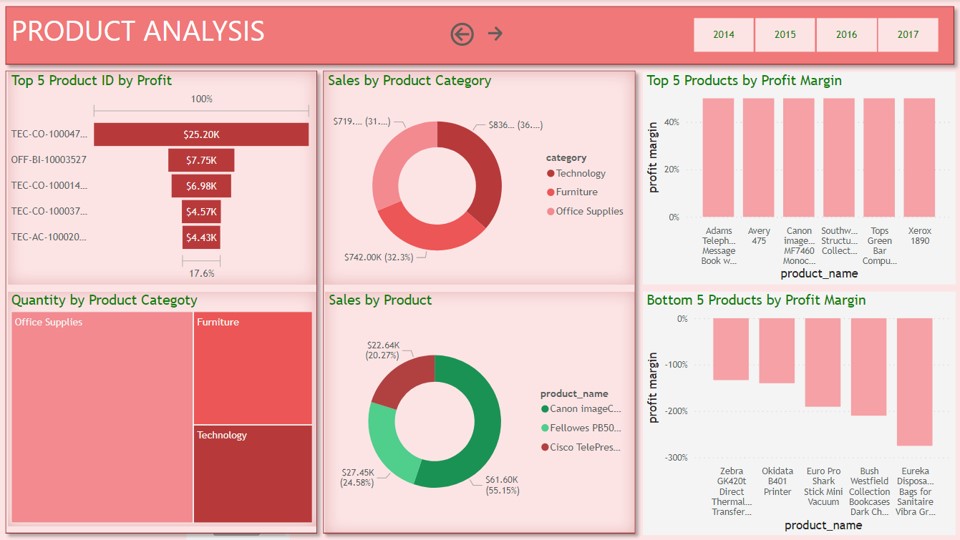 PRODUCT ANALYSIS
2014
2015
2016
2017
Top 5 Product ID by Profit
100%
TEC-CO-100047...
$25.20K
OFF-BI-10003527
$7.75K
TEC-CO-100014...
$6.98K
TEC-CO-100037...
$4.57K
TEC-AC-100020...
$4.43K
17.6%
Sales by Product Category
$719.... (31....)
$836... (36....)
$742.00K (32.3%)
category
Technology
Furniture
Office Supplies
Top 5 Products by Profit Margin
profit margin
40%
20%
0%
Adams
Teleph...
Message
Book w...
Avery
475
Canon
image...
MF7460
Monoc...
Southw...
Structu...
Collect...
Tops
Green
Bar
Compu...
Xerox
1890
product_name
Quantity by Product Categoty
Office Supplies
Furniture
Technology
Sales by Product
$22.64K
(20.27%)
$27.45K
(24.58%)
$61.60K
(55.15%)
product_name
Canon imageC...
Fellowes PB50...
Cisco TelePres...
Bottom 5 Products by Profit Margin
profit margin
0%
-100%
-200%
-300%
Zebra
GK420t
Direct
Thermal...
Transfer...
Okidata
B401
Printer
Euro Pro
Shark
Stick Mini
Vacuum
Bush
Westfield
Collection
Bookcases
Dark Ch...
Eureka
Disposa...
Bags for
Sanitaire
Vibra Gr...
product_name